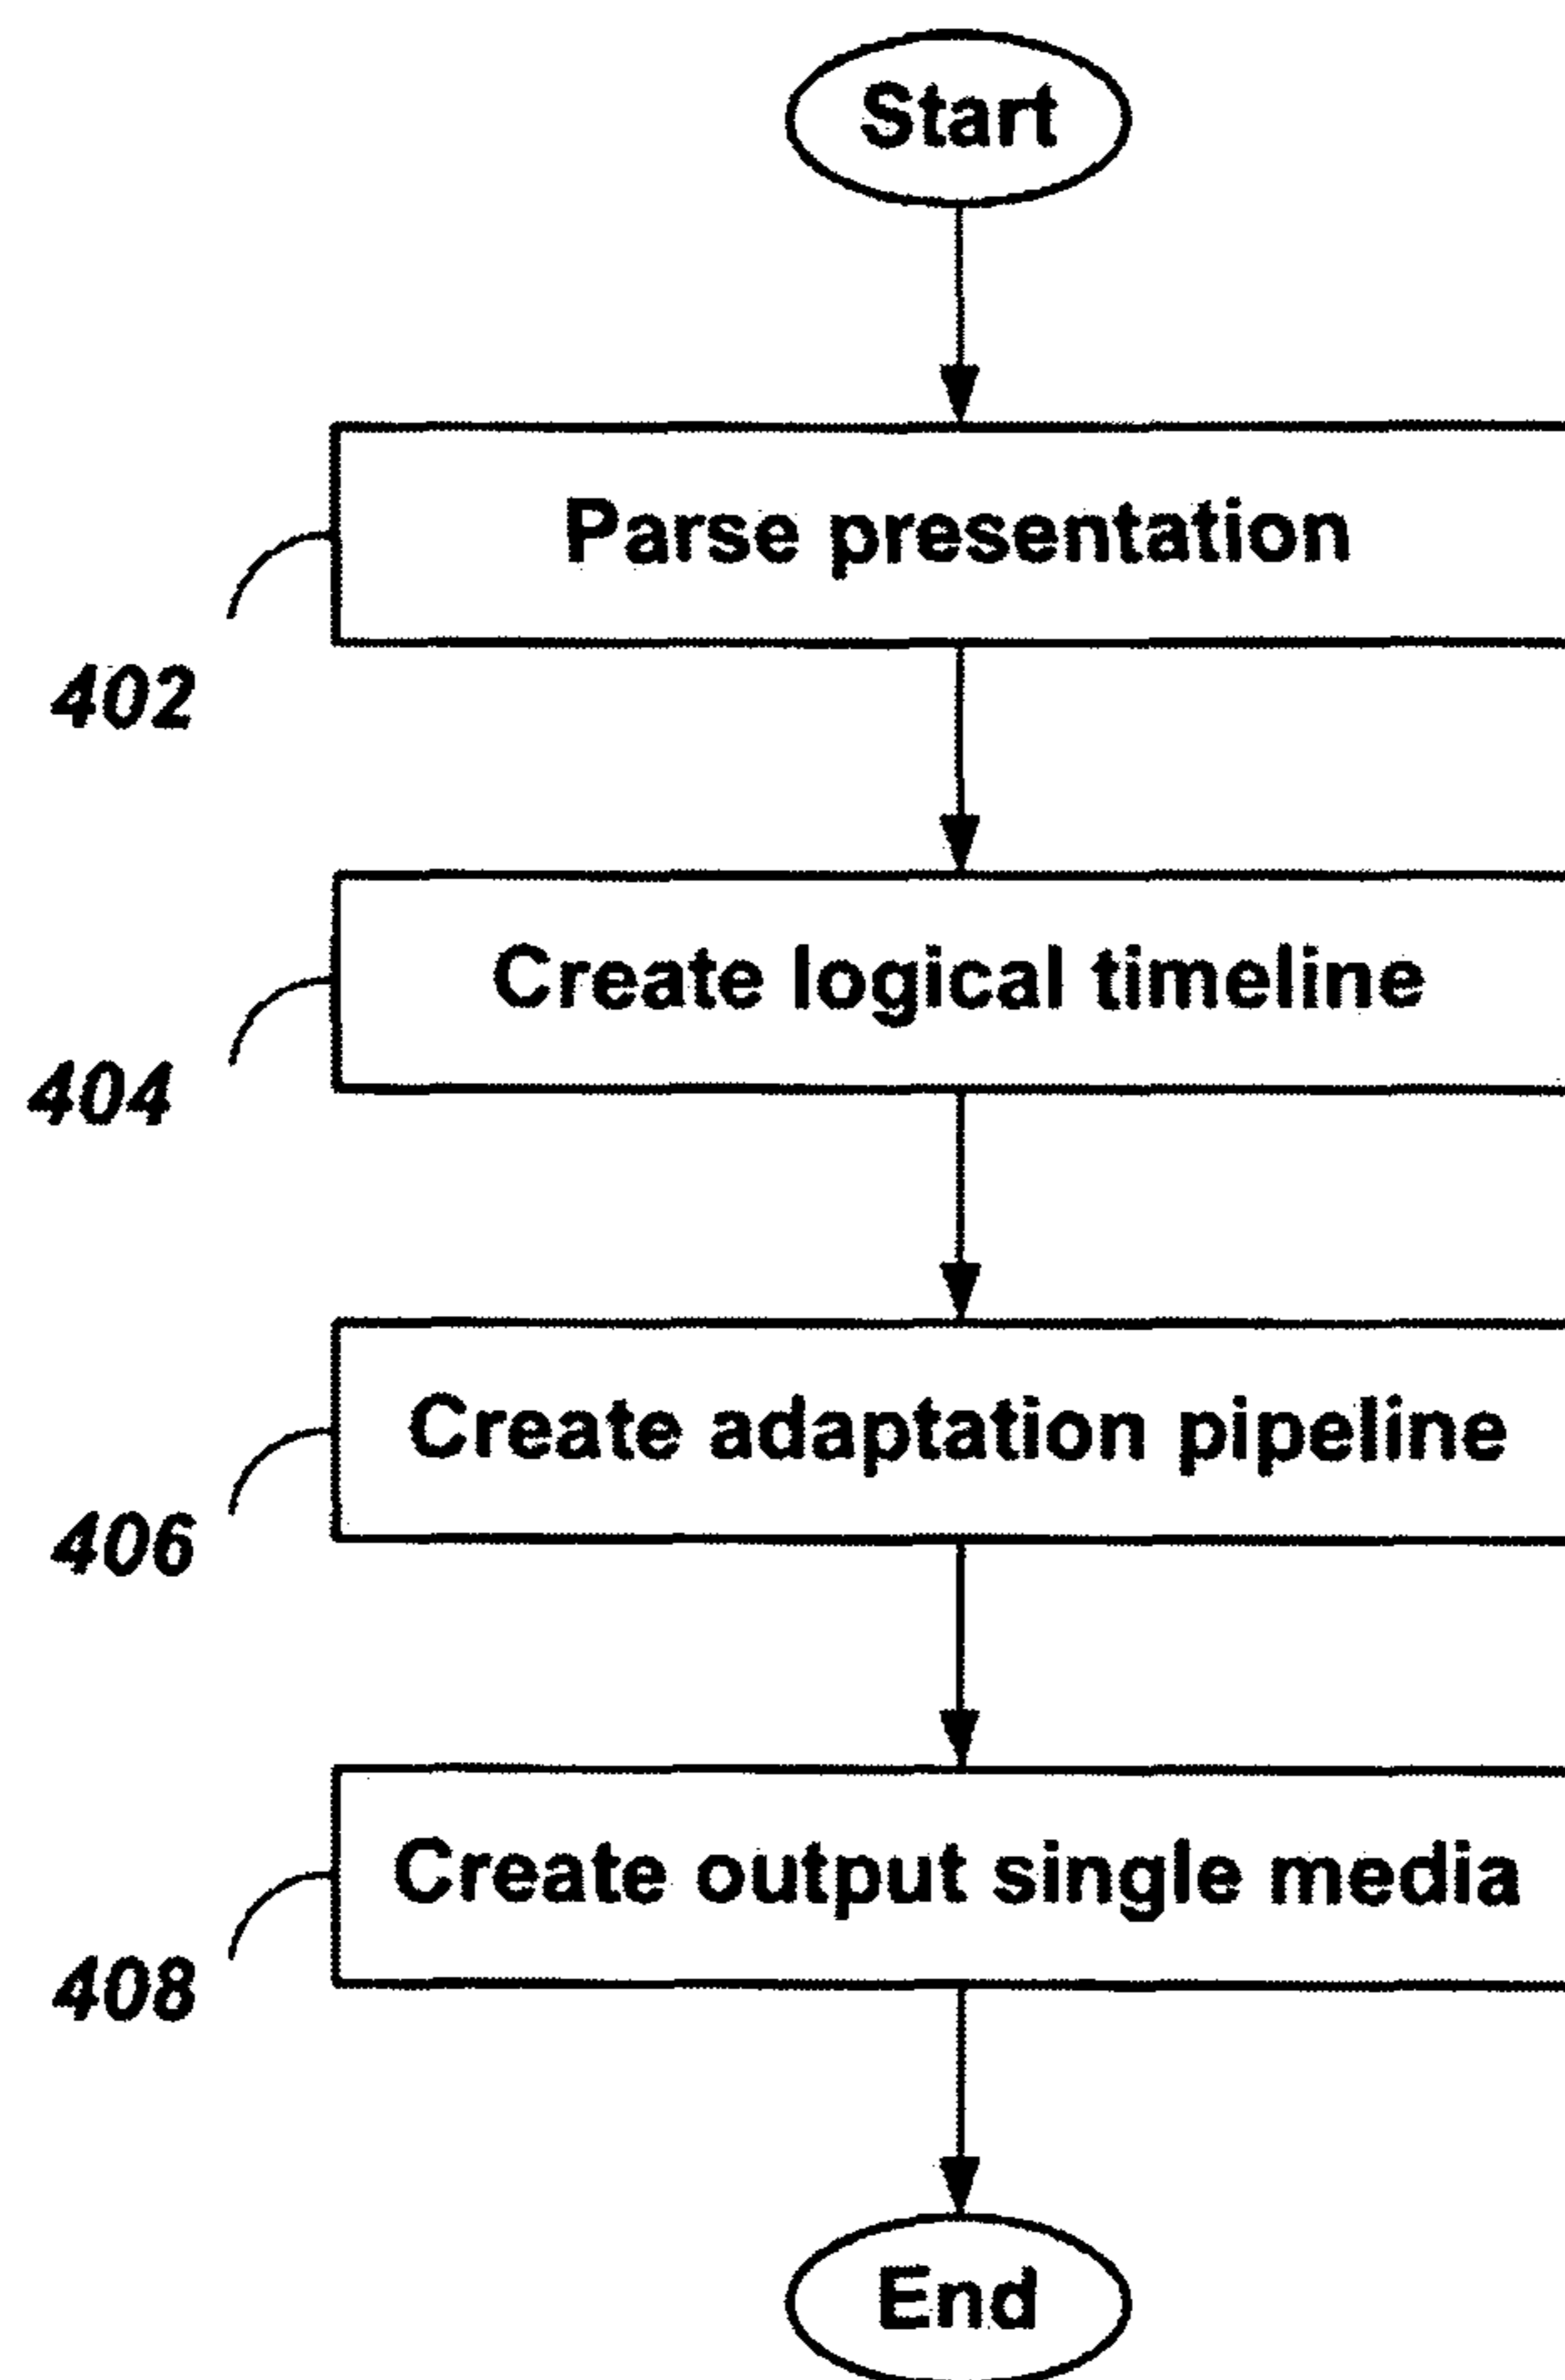 Start
Parse presentation
402
Create logical timeline
404
Create adaptation pipeline
406
Create output single media
408
End